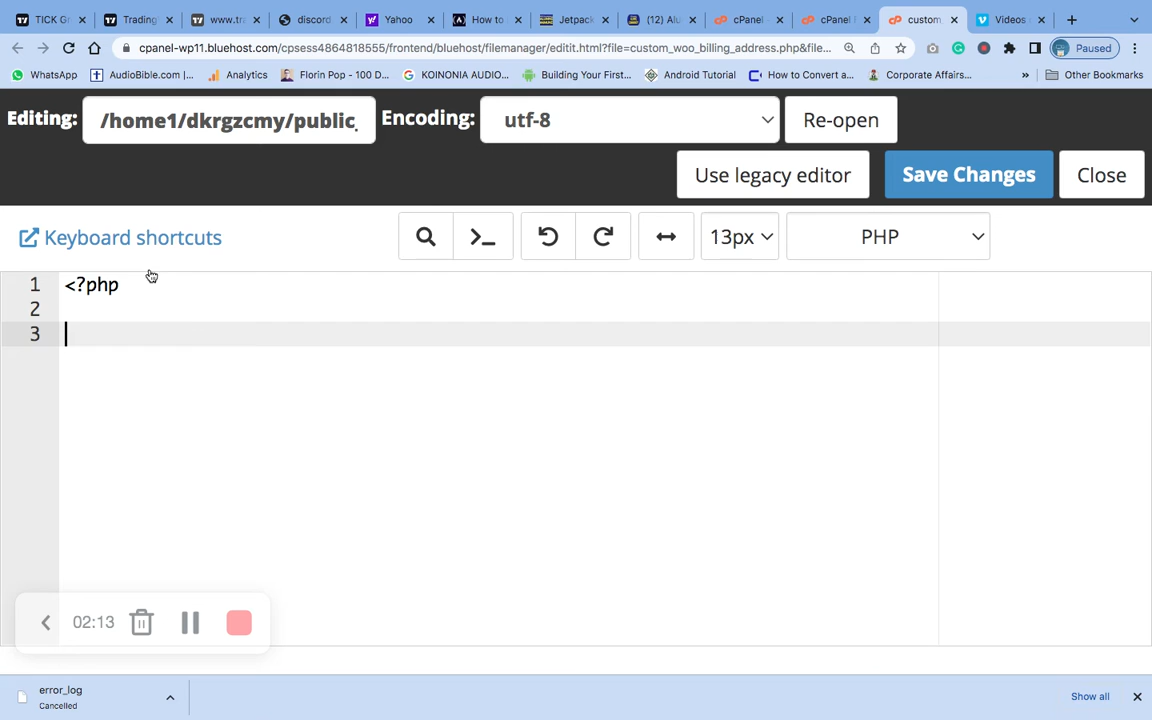 TICK G
Trading
www.tra
discord
Yahoo
How to
Jetpack
(12) Alu
cPanel
cPanel
custom
Videos
cpanel-wp11.bluehost.com/cpsess4864818555/frontend/bluehost/filemanager/editit.html?file=custom_woo_billing_address.php&file...
Paused
WhatsApp
AudioBible.com |...
Analytics
Florin Pop - 100 D...
KOINONIA AUDIO...
Building Your First...
Android Tutorial
How to Convert a...
Corporate Affairs...
»
Other Bookmarks
Editing:
/home1/dkrgzcmy/public_
Encoding:
utf-8
Re-open
Use legacy editor
Save Changes
Close
Keyboard shortcuts
13px
PHP
1 <?php
2
3
02:13
error_log
Cancelled
Show all